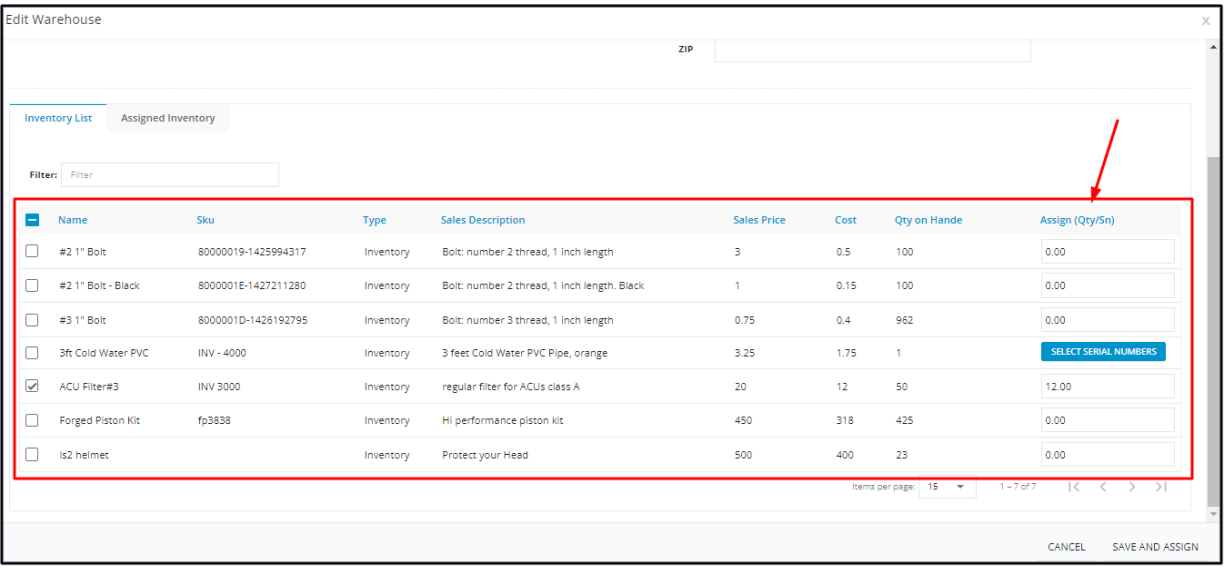 Edit Warehouse X
ZIP
Inventory List Assigned Inventory
Filter: Filter
Name Sku Type Sales Description Sales Price Cost Qty on Hande Assign (Qty/Sn)
#2 1" Bolt 80000019-1425994317 Inventory Bolt: number 2 thread, 1 inch length 3 0.5 100 0.00
#2 1" Bolt - Black 8000001E-1427211280 Inventory Bolt: number 2 thread, 1 inch length. Black 1 0.15 100 0.00
#3 1" Bolt 8000001D-1426192795 Inventory Bolt: number 3 thread, 1 inch length 0.75 0.4 962 0.00
3ft Cold Water PVC INV - 4000 Inventory 3 feet Cold Water PVC Pipe, orange 3.25 1.75 1 SELECT SERIAL NUMBERS
ACU Filter#3 INV 3000 Inventory regular filter for ACUs class A 20 12 50 12.00
Forged Piston Kit fp3838 Inventory Hi performance piston kit 450 318 425 0.00
ls2 helmet Inventory Protect your Head 500 400 23 0.00
Items per page: 15 1 – 7 of 7
CANCEL SAVE AND ASSIGN